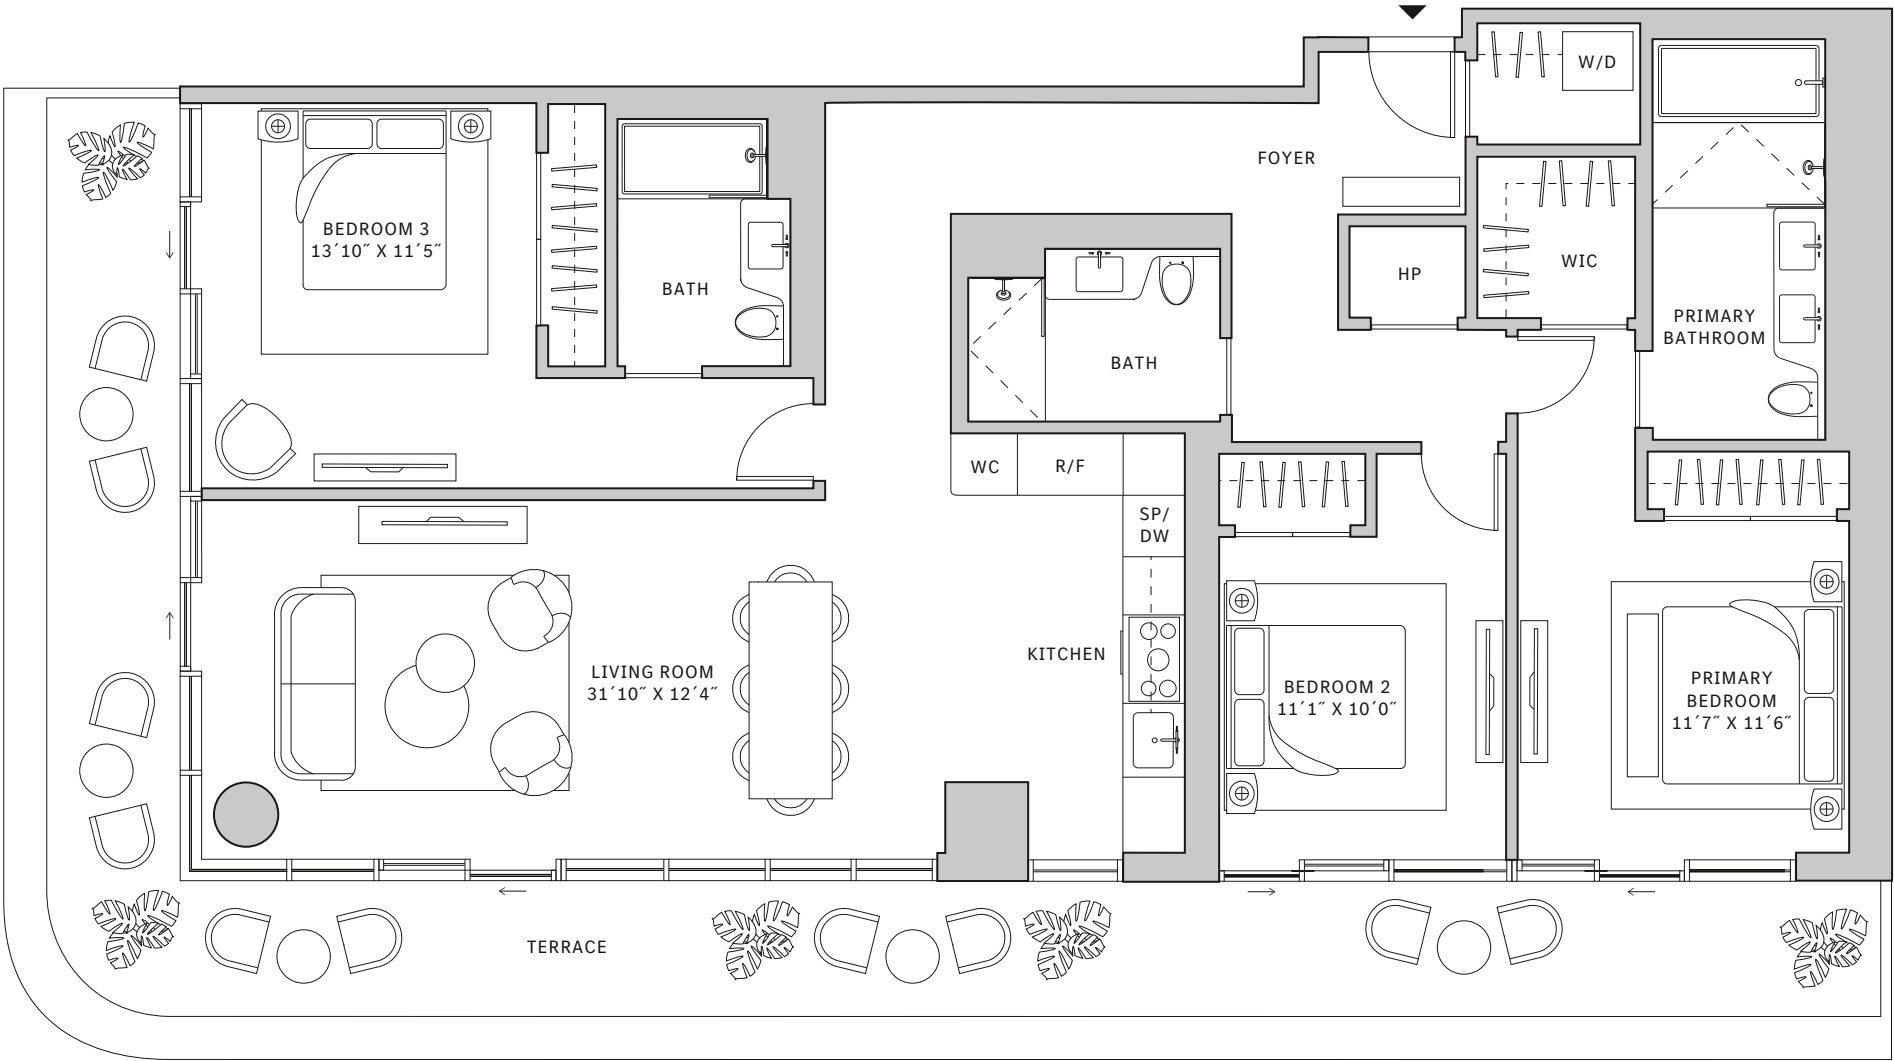 W/D
FOYER
BEDROOM 3
13´10˝ X 11´5˝
BATH
HP
WIC
PRIMARY
BATHROOM
BATH
WC
R/F
SP/
DW
KITCHEN
LIVING ROOM
31´10˝ X 12´4˝
BEDROOM 2
11´1˝ X 10´0˝
PRIMARY
BEDROOM
11´7˝ X 11´6˝
TERRACE